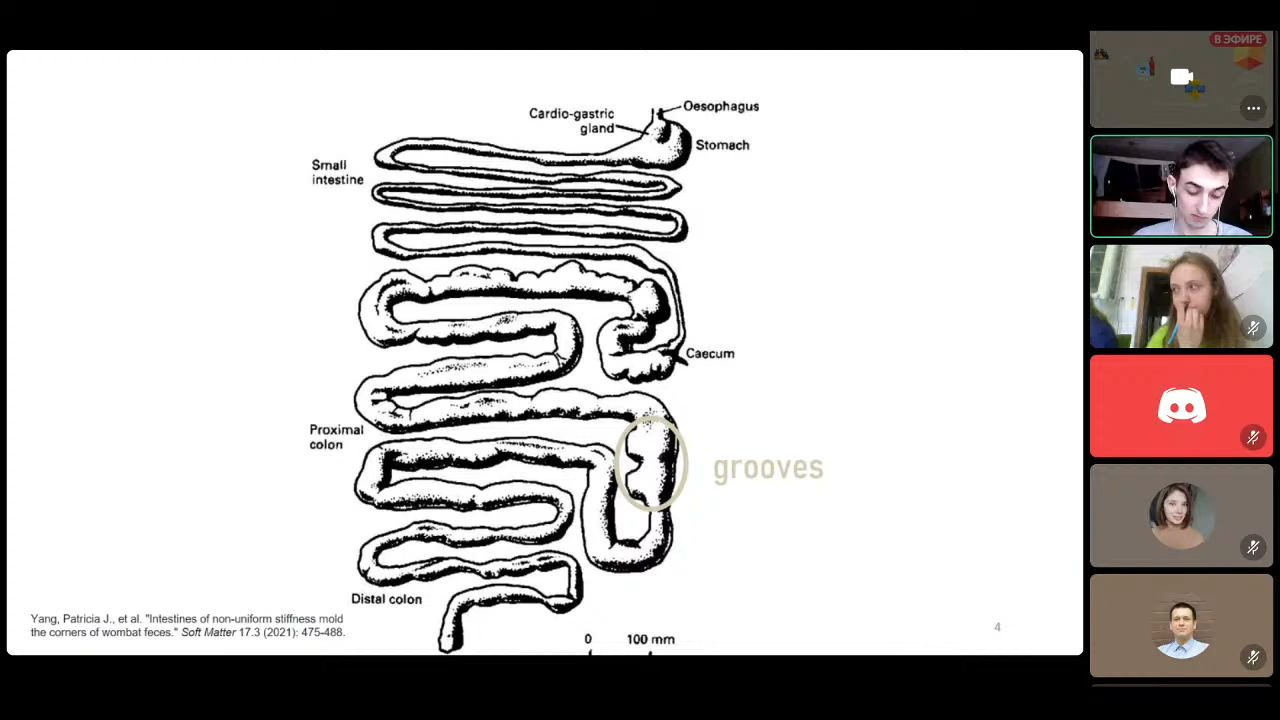 В ЭФИРЕ
Oesophagus
Cardio-gastric
gland
Stomach
Small
intestine
Caecum
Proximal
colon
grooves
Distal colon
Yang, Patricia J., et al. "Intestines of non-uniform stiffness mold
the corners of wombat feces." Soft Matter 17.3 (2021): 475-488.
0 100 mm
4